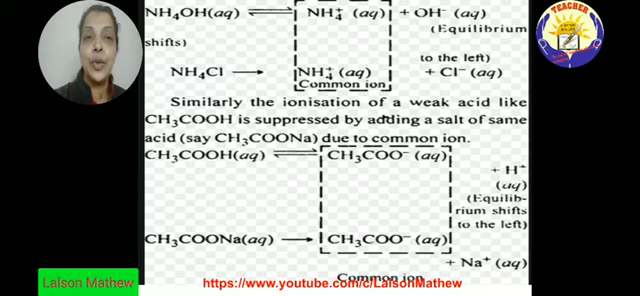 NH₄OH(aq) ⇌ NH₄⁺ (aq) + OH⁻ (aq)
(Equilibrium
shifts)
to the left)
NH₄Cl → NH₄⁺ (aq) + Cl⁻ (aq)
Common ion
Similarly the ionisation of a weak acid like
CH₃COOH is suppressed by adding a salt of same
acid (say CH₃COONa) due to common ion.
CH₃COOH(aq) ⇌ CH₃COO⁻ (aq)
+ H⁺
(aq)
(Equilib-
rium shifts
to the left)
CH₃COONa(aq) → CH₃COO⁻ (aq)
+ Na⁺ (aq)
Common ion
TEACHER
Lalson Mathew
https://www.youtube.com/c/LalsonMathew